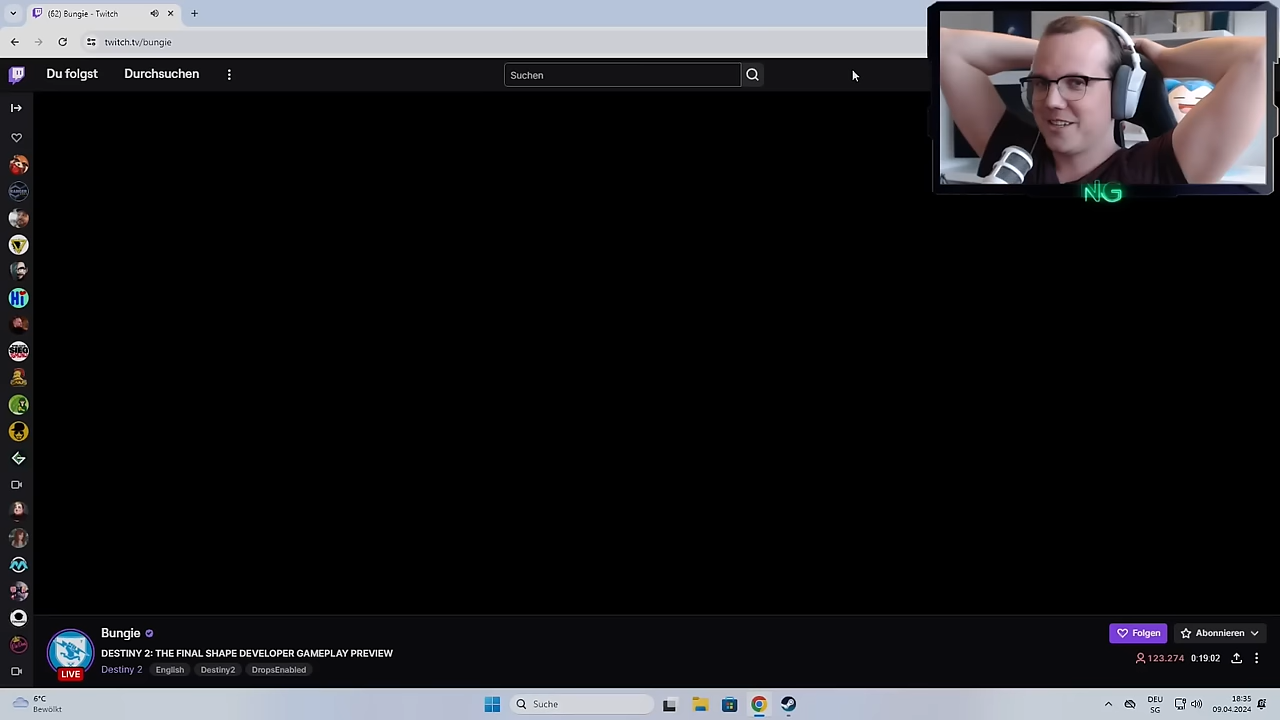 (62) Bungie - Twitch
twitch.tv/bungie
Du folgst
Durchsuchen
Suchen
NG
Hi
Bungie
DESTINY 2: THE FINAL SHAPE DEVELOPER GAMEPLAY PREVIEW
Destiny 2
English
Destiny2
DropsEnabled
LIVE
Folgen
Abonnieren
123.274
0:19:02
6°C
Bewölkt
Suche
DEU
SG
18:35
09.04.2024